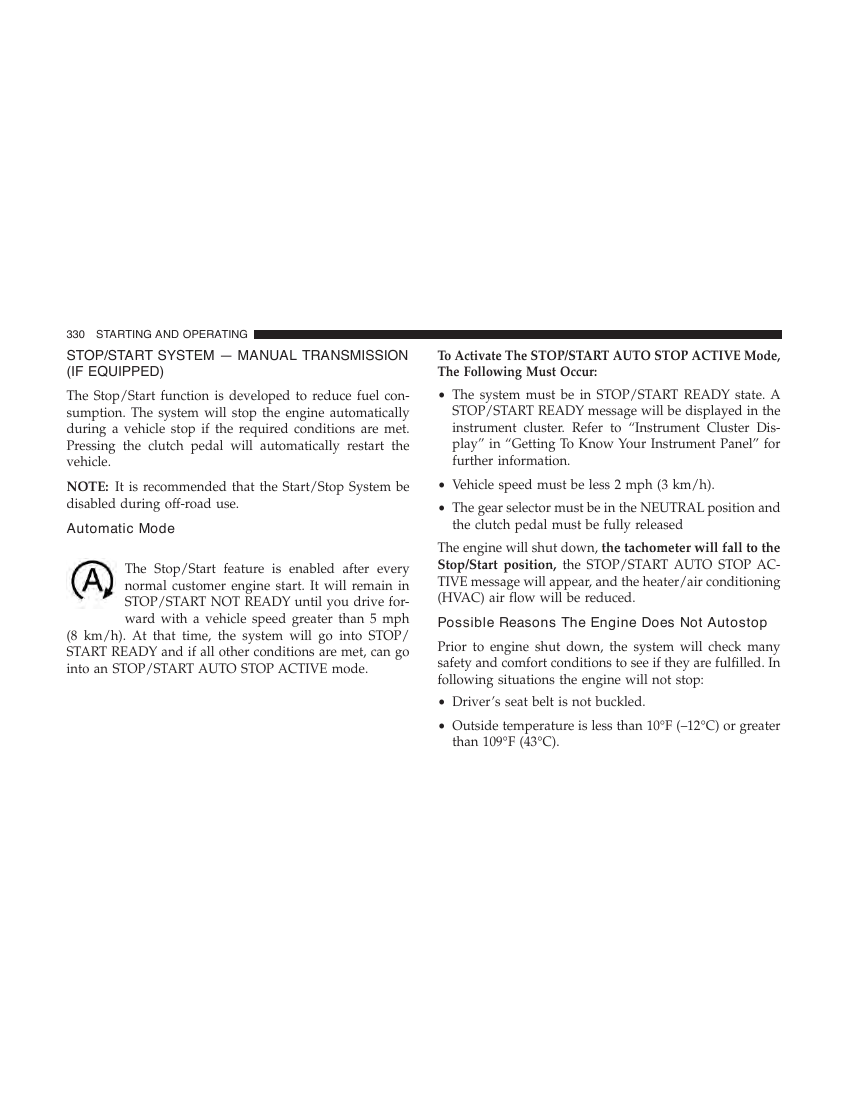 330 STARTING AND OPERATING
STOP/START SYSTEM — MANUAL TRANSMISSION
(IF EQUIPPED)
The Stop/Start function is developed to reduce fuel con-
sumption. The system will stop the engine automatically
during a vehicle stop if the required conditions are met.
Pressing the clutch pedal will automatically restart the
vehicle.
NOTE: It is recommended that the Start/Stop System be
disabled during off-road use.
Automatic Mode
A
The Stop/Start feature is enabled after every
normal customer engine start. It will remain in
STOP/START NOT READY until you drive for-
ward with a vehicle speed greater than 5 mph
(8 km/h). At that time, the system will go into STOP/
START READY and if all other conditions are met, can go
into an STOP/START AUTO STOP ACTIVE mode.
To Activate The STOP/START AUTO STOP ACTIVE Mode,
The Following Must Occur:
• The system must be in STOP/START READY state. A
STOP/START READY message will be displayed in the
instrument cluster. Refer to “Instrument Cluster Dis-
play” in “Getting To Know Your Instrument Panel” for
further information.
• Vehicle speed must be less 2 mph (3 km/h).
• The gear selector must be in the NEUTRAL position and
the clutch pedal must be fully released
The engine will shut down, the tachometer will fall to the
Stop/Start position, the STOP/START AUTO STOP AC-
TIVE message will appear, and the heater/air conditioning
(HVAC) air flow will be reduced.
Possible Reasons The Engine Does Not Autostop
Prior to engine shut down, the system will check many
safety and comfort conditions to see if they are fulfilled. In
following situations the engine will not stop:
• Driver’s seat belt is not buckled.
• Outside temperature is less than 10°F (–12°C) or greater
than 109°F (43°C).